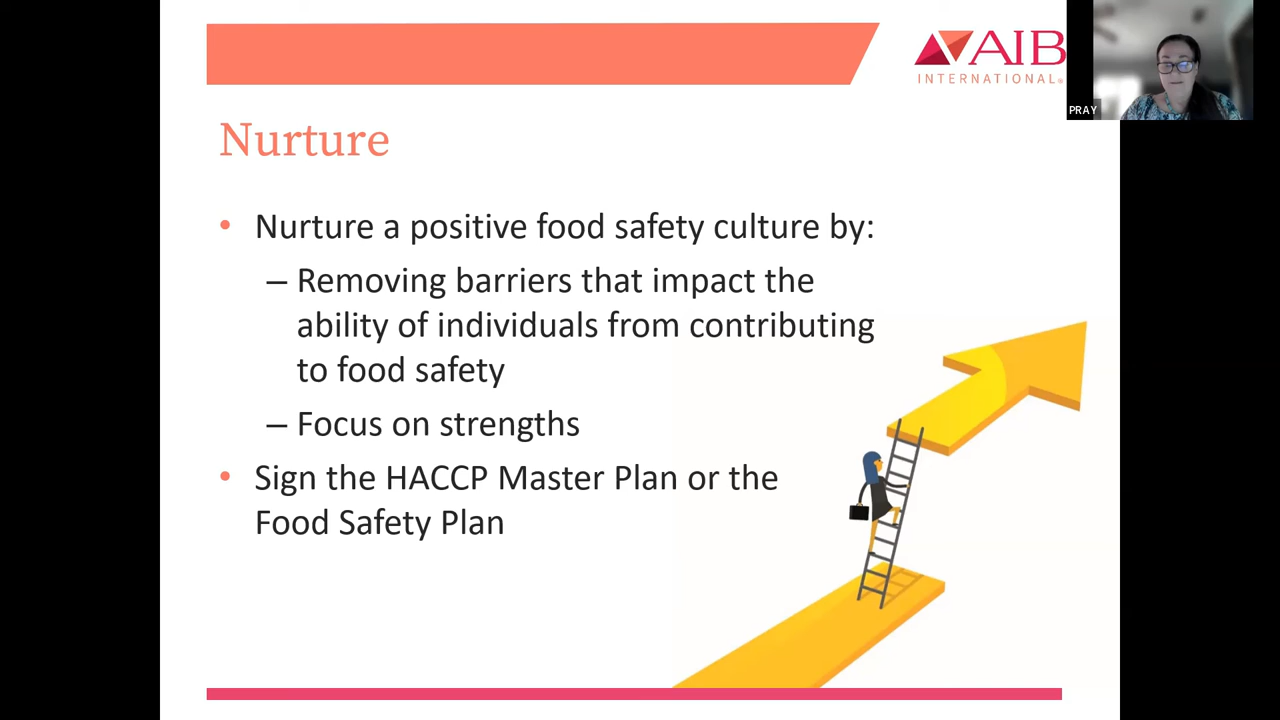 AIB
INTERNATIONAL®
PRAY
Nurture
• Nurture a positive food safety culture by:
– Removing barriers that impact the
ability of individuals from contributing
to food safety
– Focus on strengths
• Sign the HACCP Master Plan or the
Food Safety Plan